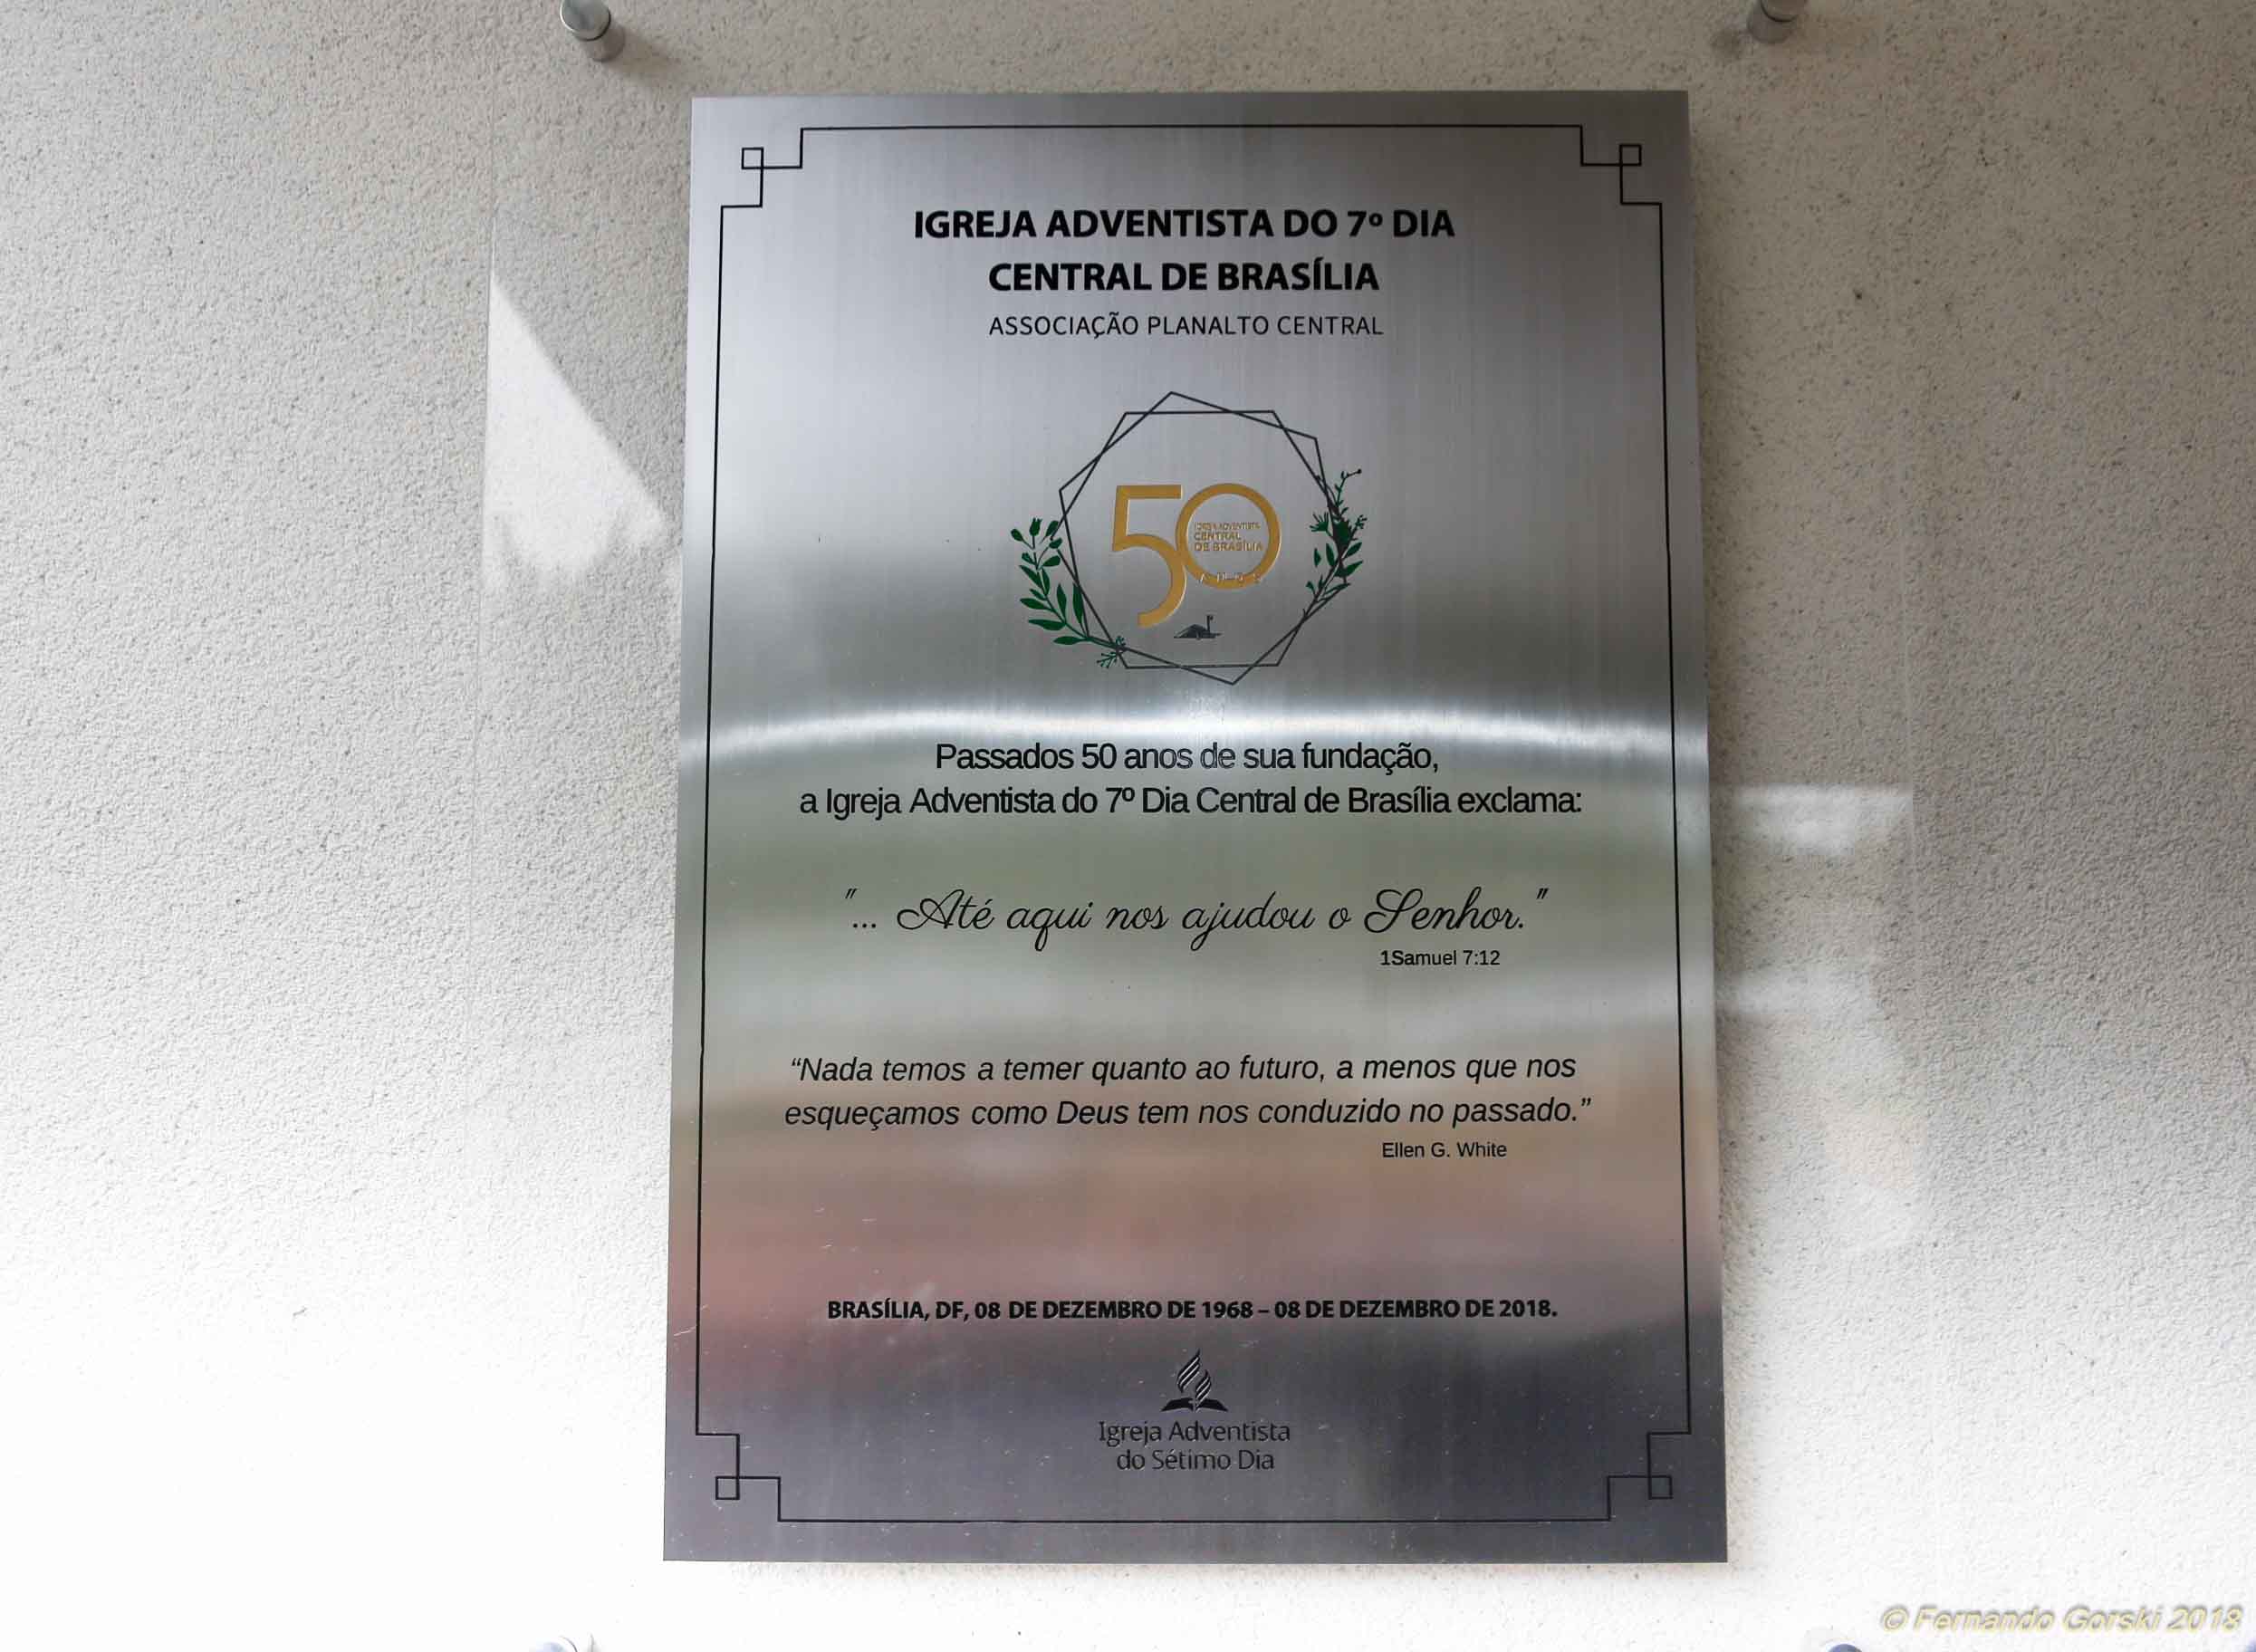 IGREJA ADVENTISTA DO 7º DIA
CENTRAL DE BRASÍLIA
ASSOCIAÇÃO PLANALTO CENTRAL
50
IGREJA ADVENTISTA
CENTRAL
DE BRASÍLIA
ANOS
Passados 50 anos de sua fundação,
a Igreja Adventista do 7º Dia Central de Brasília exclama:
"... Até aqui nos ajudou o Senhor."
1Samuel 7:12
“Nada temos a temer quanto ao futuro, a menos que nos
esqueçamos como Deus tem nos conduzido no passado.”
Ellen G. White
BRASÍLIA, DF, 08 DE DEZEMBRO DE 1968 – 08 DE DEZEMBRO DE 2018.
Igreja Adventista
do Sétimo Dia
© Fernando Gorski 2018